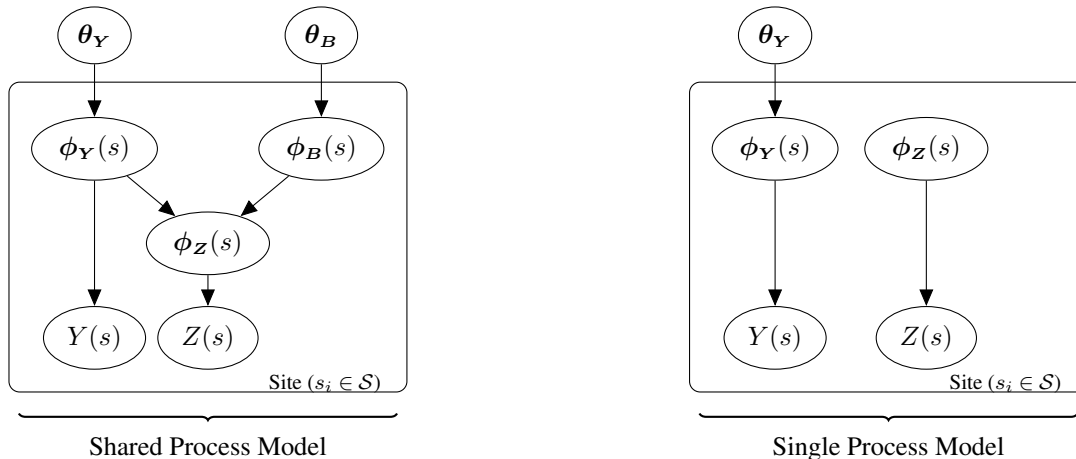 θ_Y θ_B θ_Y
ϕ_Y(s) ϕ_B(s) ϕ_Y(s) ϕ_Z(s)
ϕ_Z(s)
Y(s) Z(s) Y(s) Z(s)
Site (s_i ∈ 𝒮) Site (s_i ∈ 𝒮)
Shared Process Model Single Process Model